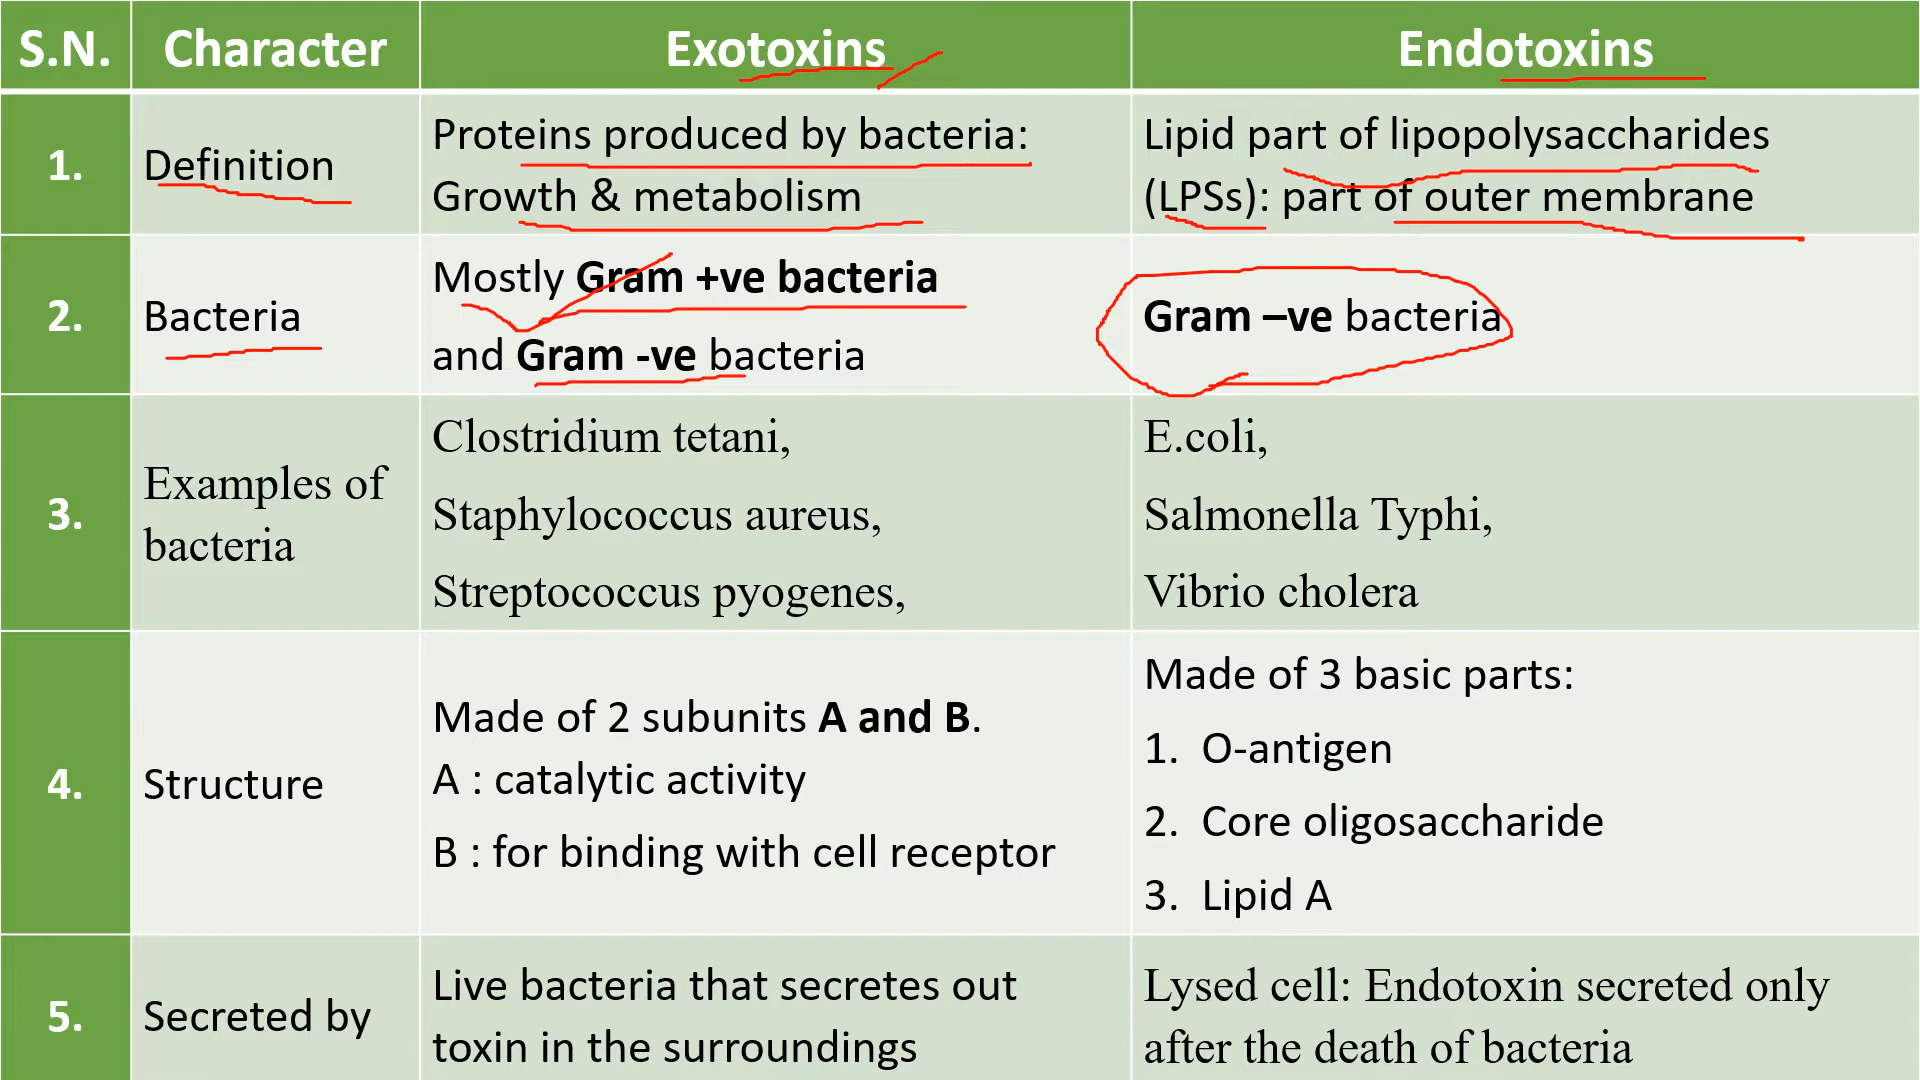 S.N. Character Exotoxins Endotoxins
1. Definition
Proteins produced by bacteria:
Growth & metabolism
Lipid part of lipopolysaccharides
(LPSs): part of outer membrane
2. Bacteria
Mostly Gram +ve bacteria
and Gram -ve bacteria
Gram –ve bacteria
3. Examples of
bacteria
Clostridium tetani,
Staphylococcus aureus,
Streptococcus pyogenes,
E.coli,
Salmonella Typhi,
Vibrio cholera
4. Structure
Made of 2 subunits A and B.
A : catalytic activity
B : for binding with cell receptor
Made of 3 basic parts:
1. O-antigen
2. Core oligosaccharide
3. Lipid A
5. Secreted by
Live bacteria that secretes out
toxin in the surroundings
Lysed cell: Endotoxin secreted only
after the death of bacteria